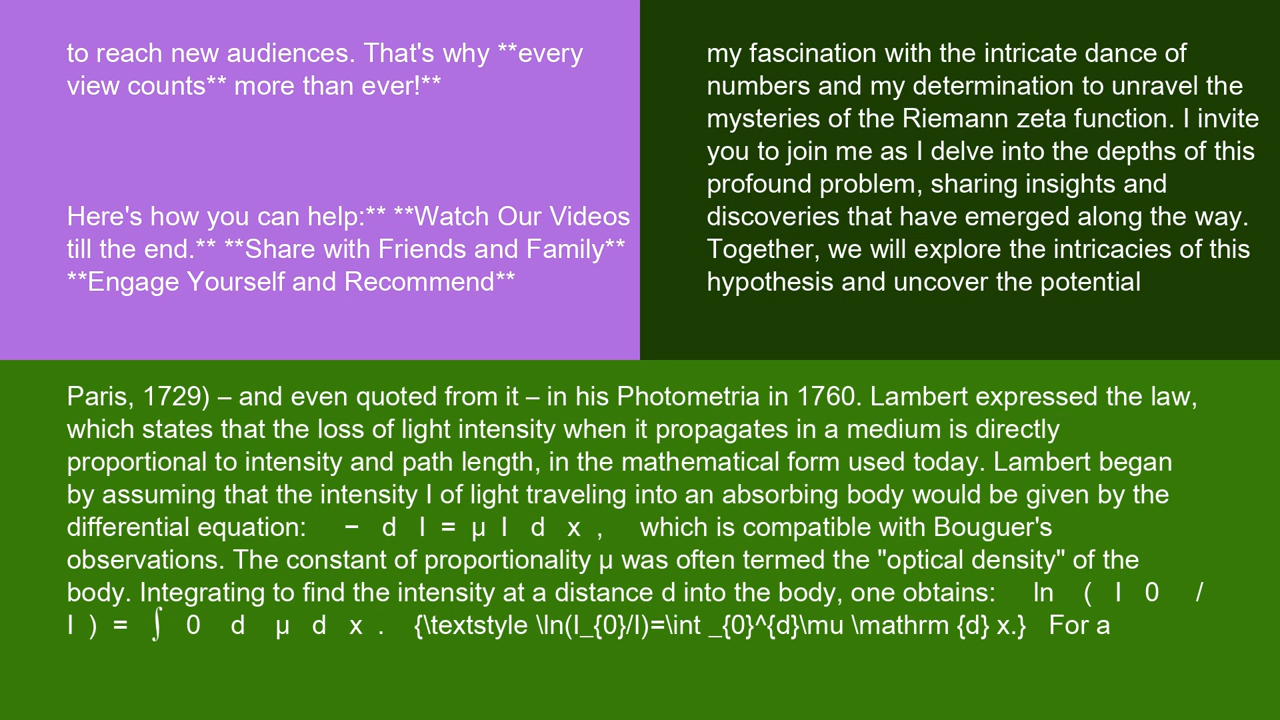 to reach new audiences. That's why **every
view counts** more than ever!**
Here's how you can help:** **Watch Our Videos
till the end.** **Share with Friends and Family**
**Engage Yourself and Recommend**
my fascination with the intricate dance of
numbers and my determination to unravel the
mysteries of the Riemann zeta function. I invite
you to join me as I delve into the depths of this
profound problem, sharing insights and
discoveries that have emerged along the way.
Together, we will explore the intricacies of this
hypothesis and uncover the potential
Paris, 1729) – and even quoted from it – in his Photometria in 1760. Lambert expressed the law,
which states that the loss of light intensity when it propagates in a medium is directly
proportional to intensity and path length, in the mathematical form used today. Lambert began
by assuming that the intensity I of light traveling into an absorbing body would be given by the
differential equation: − d I = μ I d x , which is compatible with Bouguer's
observations. The constant of proportionality μ was often termed the "optical density" of the
body. Integrating to find the intensity at a distance d into the body, one obtains: ln ( I 0 /
I ) = ∫ 0 d μ d x . {\textstyle \ln(I_{0}/I)=\int _{0}^{d}\mu \mathrm {d} x.} For a